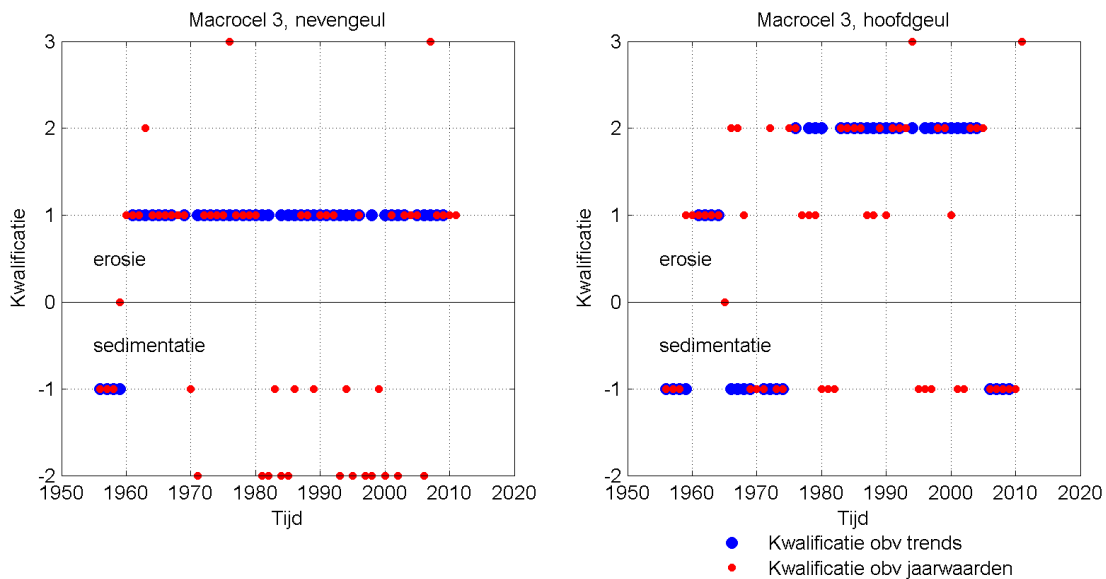 Macrocel 3, nevengeul
3
2
1
0
-1
-2
Kwalificatie
erosie
sedimentatie
1950 1960 1970 1980 1990 2000 2010 2020
Tijd
Macrocel 3, hoofdgeul
3
2
1
0
-1
-2
Kwalificatie
erosie
sedimentatie
1950 1960 1970 1980 1990 2000 2010 2020
Tijd
Kwalificatie obv trends
Kwalificatie obv jaarwaarden